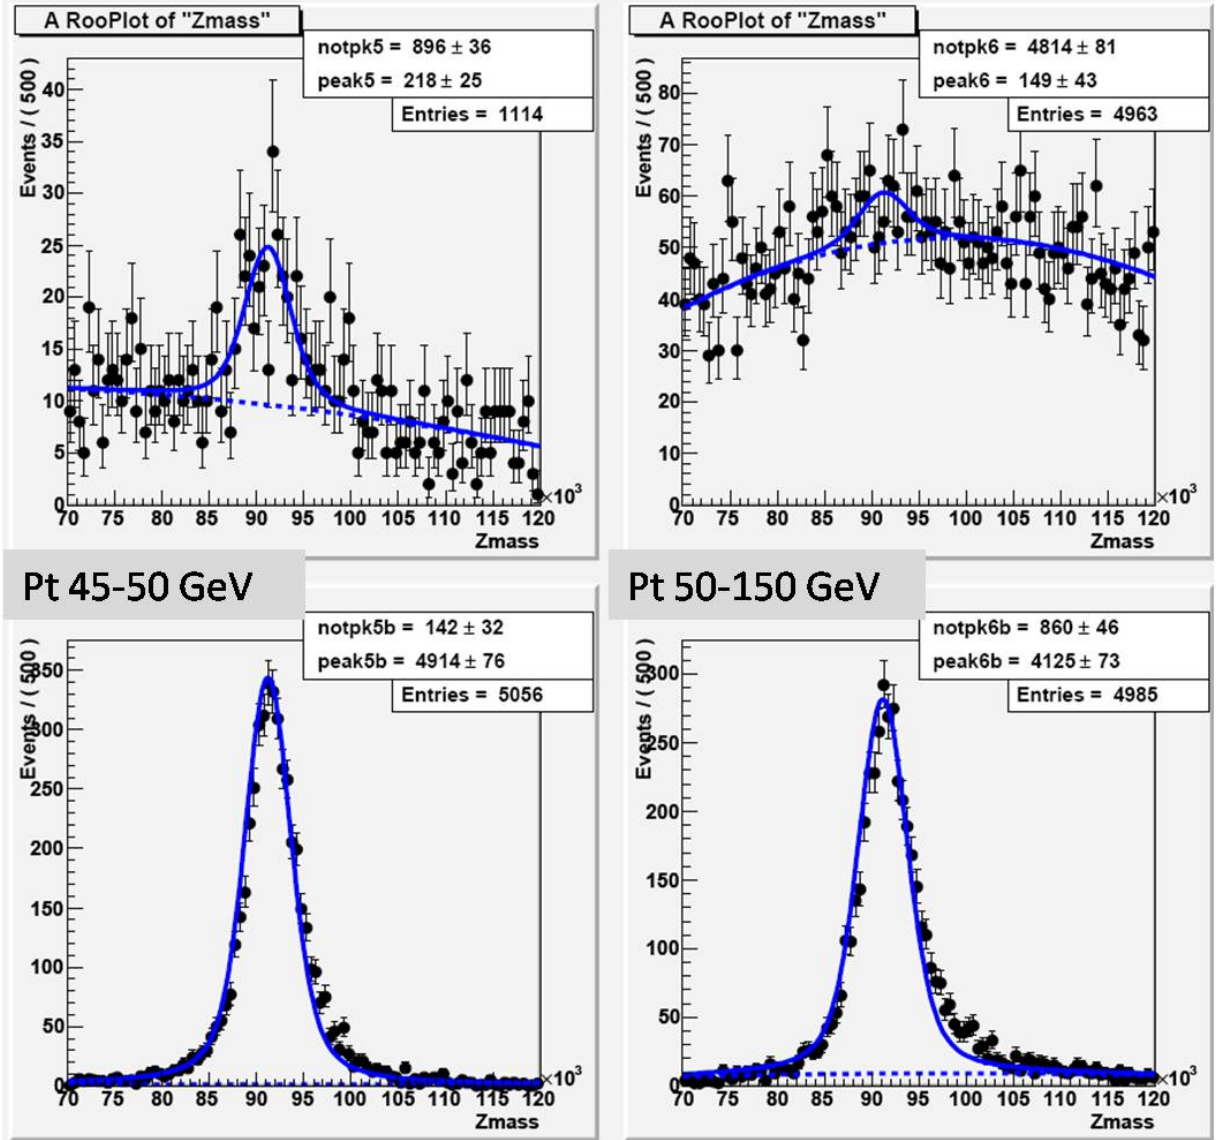 A RooPlot of "Zmass"
notpk5 = 896 ± 36
peak5 = 218 ± 25
Entries = 1114
Events / ( 500 )
40
35
30
25
20
15
10
5
0
70 75 80 85 90 95 100 105 110 115 120
×10³
Zmass
A RooPlot of "Zmass"
notpk6 = 4814 ± 81
peak6 = 149 ± 43
Entries = 4963
Events / ( 500 )
80
70
60
50
40
30
20
10
0
70 75 80 85 90 95 100 105 110 115 120
×10³
Zmass
Pt 45-50 GeV
notpk5b = 142 ± 32
peak5b = 4914 ± 76
Entries = 5056
Events / ( 500 )
350
300
250
200
150
100
50
0
70 75 80 85 90 95 100 105 110 115 120
×10³
Zmass
Pt 50-150 GeV
notpk6b = 860 ± 46
peak6b = 4125 ± 73
Entries = 4985
Events / ( 500 )
300
250
200
150
100
50
0
70 75 80 85 90 95 100 105 110 115 120
×10³
Zmass